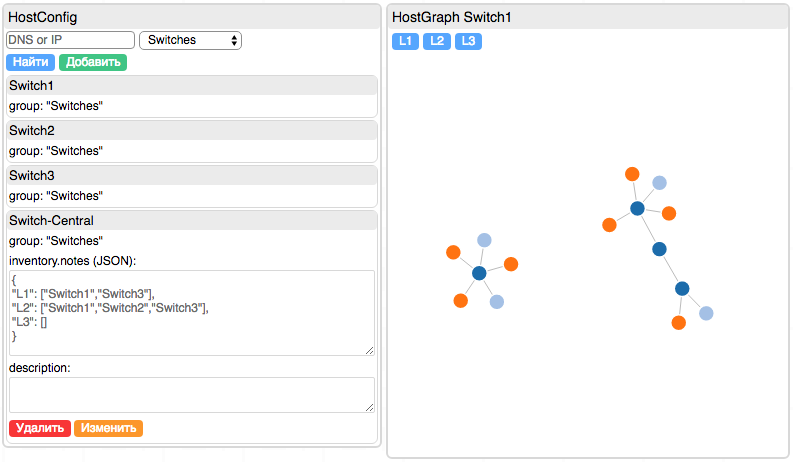 HostConfig
DNS or IP
Switches
Найти
Добавить
Switch1
group: "Switches"
Switch2
group: "Switches"
Switch3
group: "Switches"
Switch-Central
group: "Switches"
inventory.notes (JSON):
{
"L1": ["Switch1","Switch3"],
"L2": ["Switch1","Switch2","Switch3"],
"L3": []
}
description:
Удалить
Изменить
HostGraph Switch1
L1
L2
L3